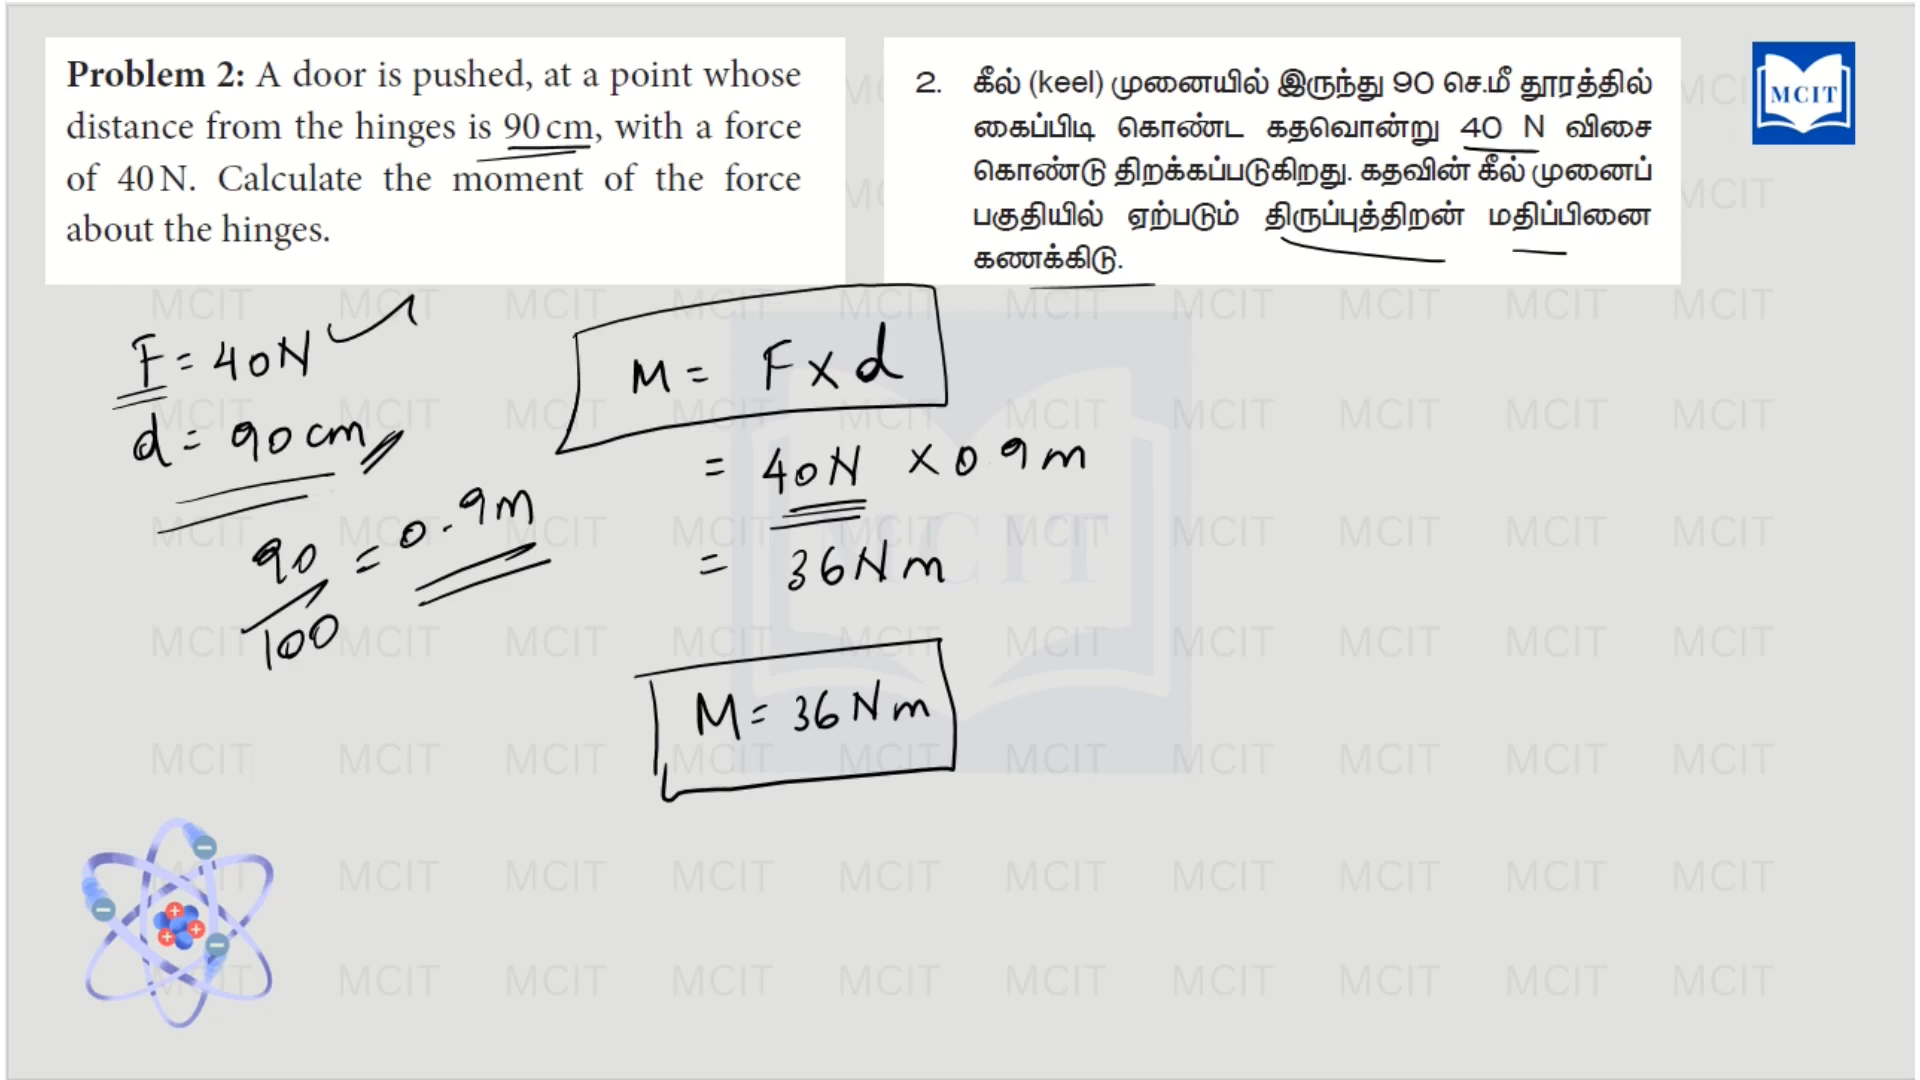 Problem 2: A door is pushed, at a point whose
distance from the hinges is 90 cm, with a force
of 40 N. Calculate the moment of the force
about the hinges.
2. கீல் (keel) முனையில் இருந்து 90 செ.மீ தூரத்தில்
கைப்பிடி கொண்ட கதவொன்று 40 N விசை
கொண்டு திறக்கப்படுகிறது. கதவின் கீல் முனைப்
பகுதியில் ஏற்படும் திருப்புத்திறன் மதிப்பினை
கணக்கிடு.
MCIT
F = 40N
d = 90cm
90/100 = 0.9m
M = F × d
= 40N × 0.9m
= 36Nm
M = 36Nm